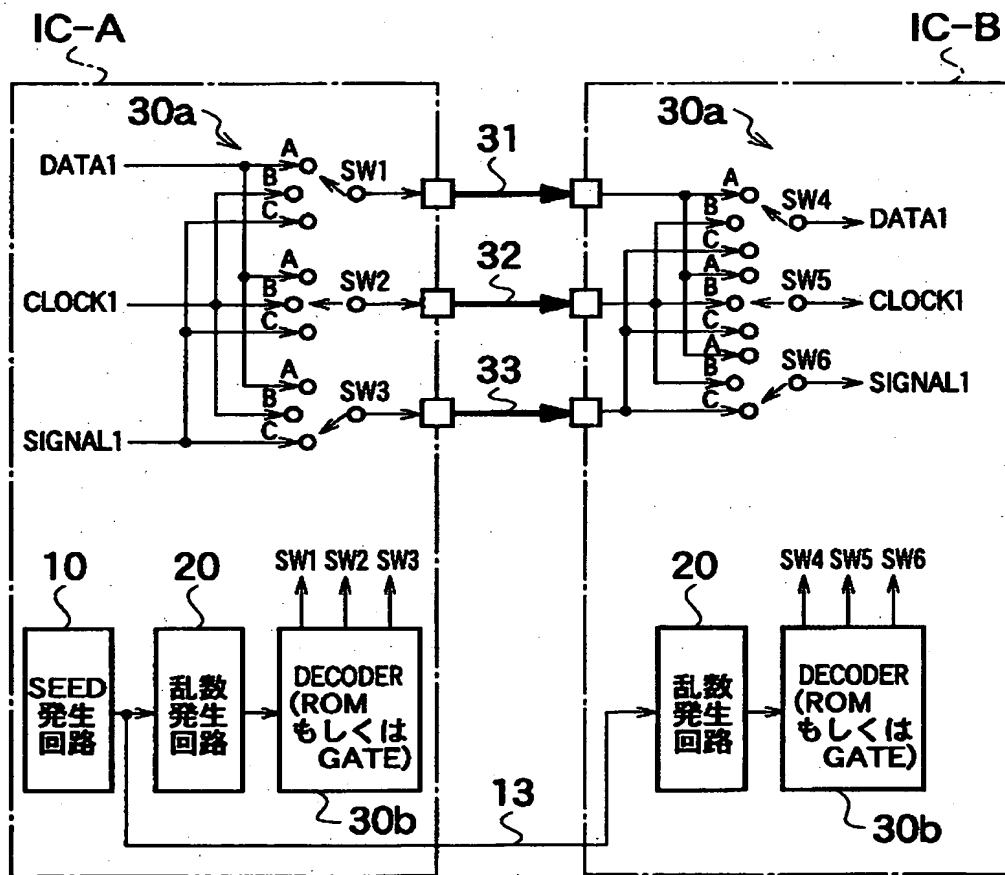 IC-A
IC-B
30a
30a
31
DATA1
A
B
C
SW1
A
B
C
SW4
DATA1
32
CLOCK1
A
B
C
SW2
A
B
C
SW5
CLOCK1
33
SIGNAL1
A
B
C
SW3
A
B
C
SW6
SIGNAL1
10
20
SW1 SW2 SW3
20
SW4 SW5 SW6
SEED
発生
回路
乱数
発生
回路
DECODER
(ROM
もしくは
GATE)
乱数
発生
回路
DECODER
(ROM
もしくは
GATE)
13
30b
30b